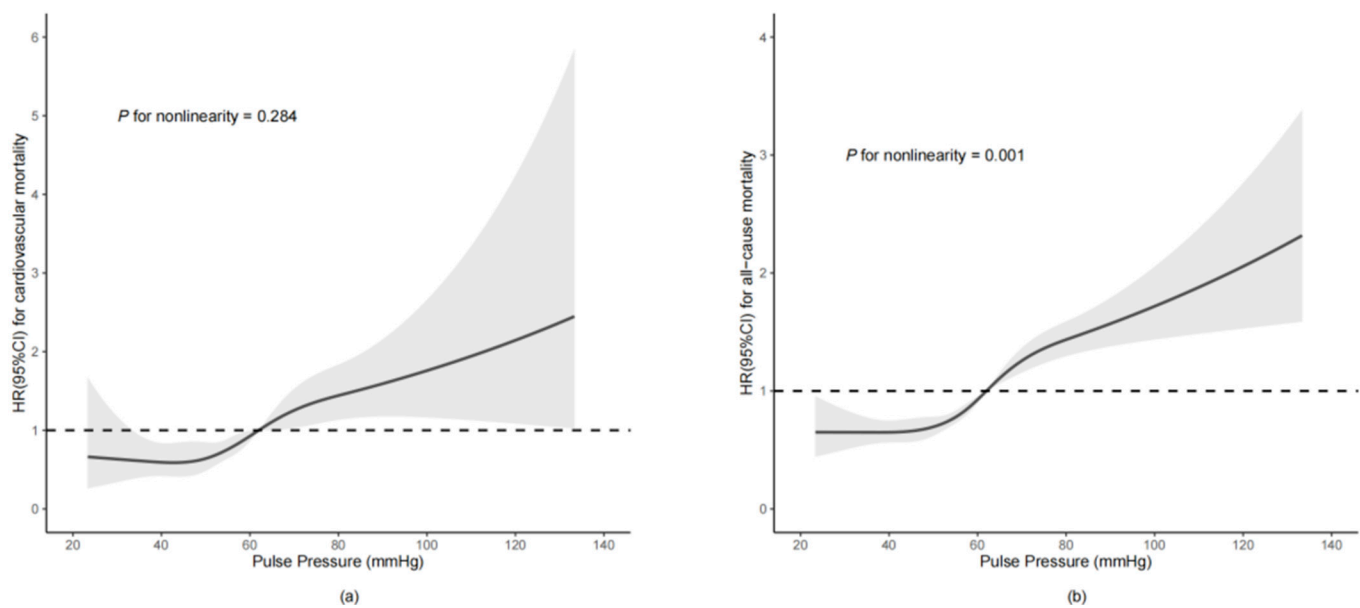 HR(95%CI) for cardiovascular mortality
6
5
4
3
2
1
0
P for nonlinearity = 0.284
20 40 60 80 100 120 140
Pulse Pressure (mmHg)
(a)
HR(95%CI) for all−cause mortality
4
3
2
1
0
P for nonlinearity = 0.001
20 40 60 80 100 120 140
Pulse Pressure (mmHg)
(b)